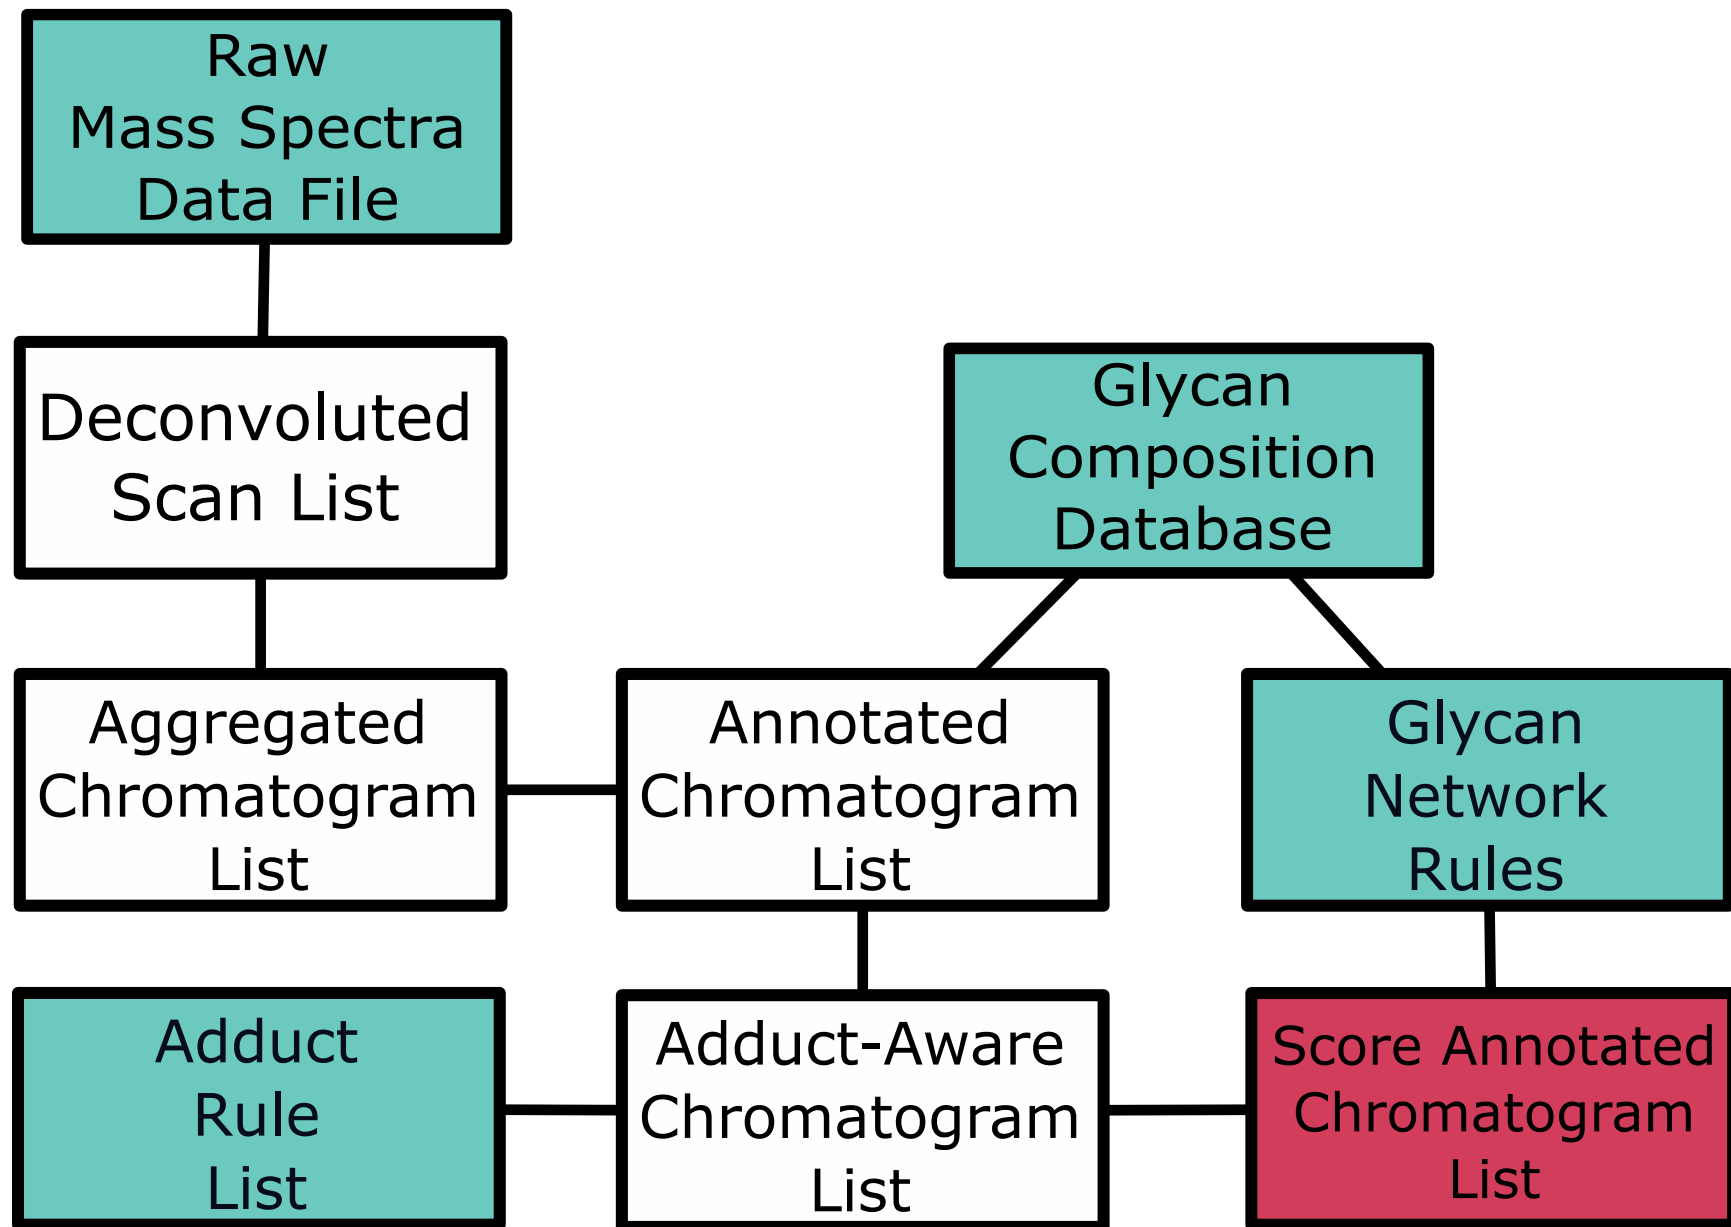 Raw
Mass Spectra
Data File
Deconvoluted
Scan List
Glycan
Composition
Database
Aggregated
Chromatogram
List
Annotated
Chromatogram
List
Glycan
Network
Rules
Adduct
Rule
List
Adduct-Aware
Chromatogram
List
Score Annotated
Chromatogram
List